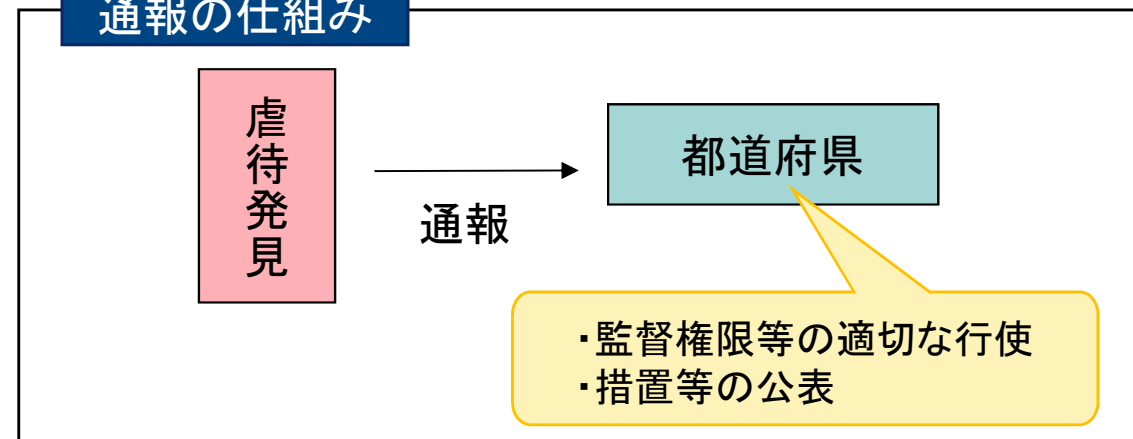 通報の仕組み
虐待発見
通報
都道府県
・監督権限等の適切な行使
・措置等の公表